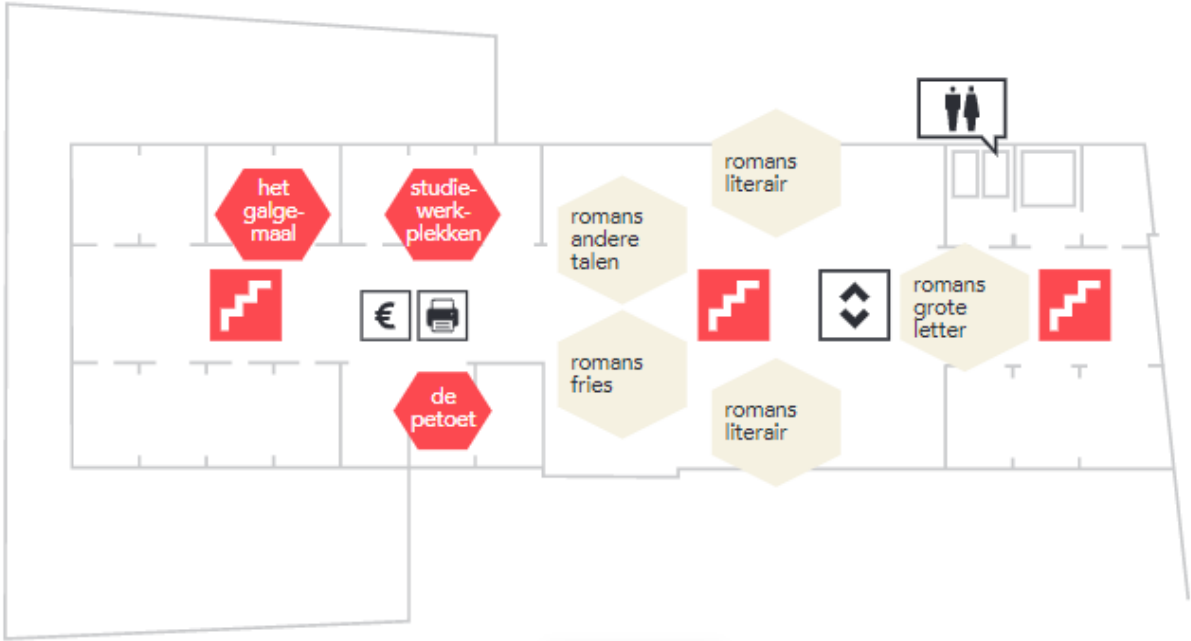 het
galge-
maal
studie-
werk-
plekken
romans
andere
talen
romans
literair
romans
grote
letter
€
romans
fries
de
petoet
romans
literair